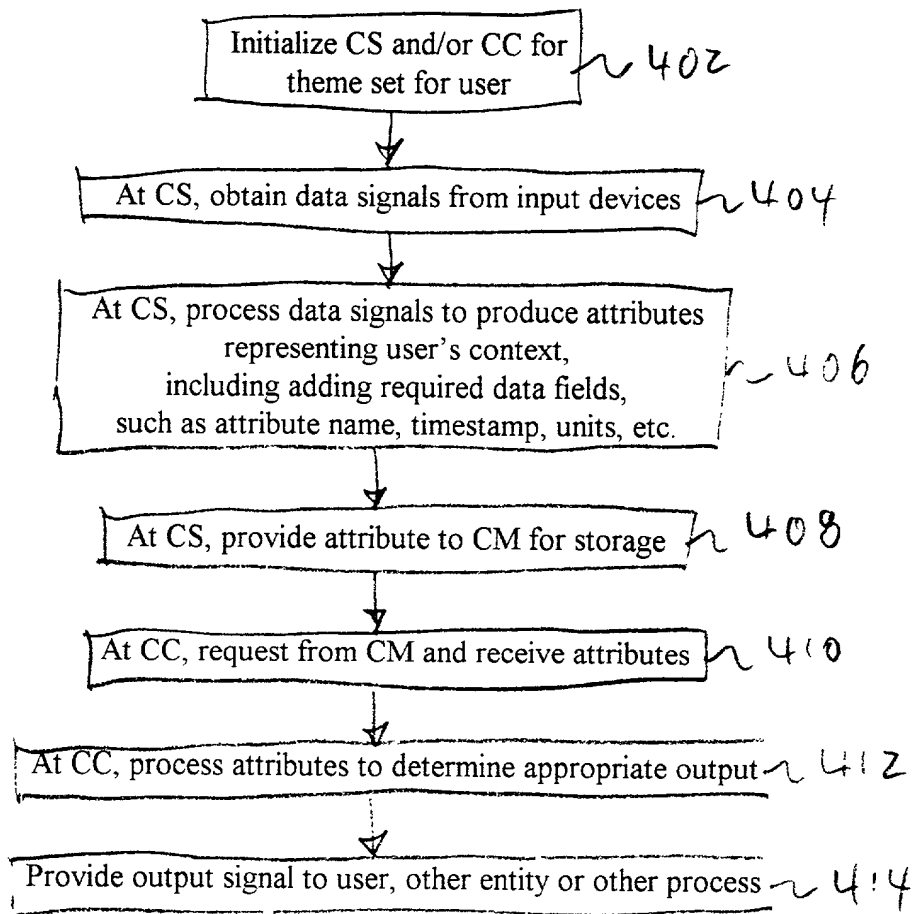 Initialize CS and/or CC for
theme set for user
402
At CS, obtain data signals from input devices
404
At CS, process data signals to produce attributes
representing user's context,
including adding required data fields,
such as attribute name, timestamp, units, etc.
406
At CS, provide attribute to CM for storage
408
At CC, request from CM and receive attributes
410
At CC, process attributes to determine appropriate output
412
Provide output signal to user, other entity or other process
414